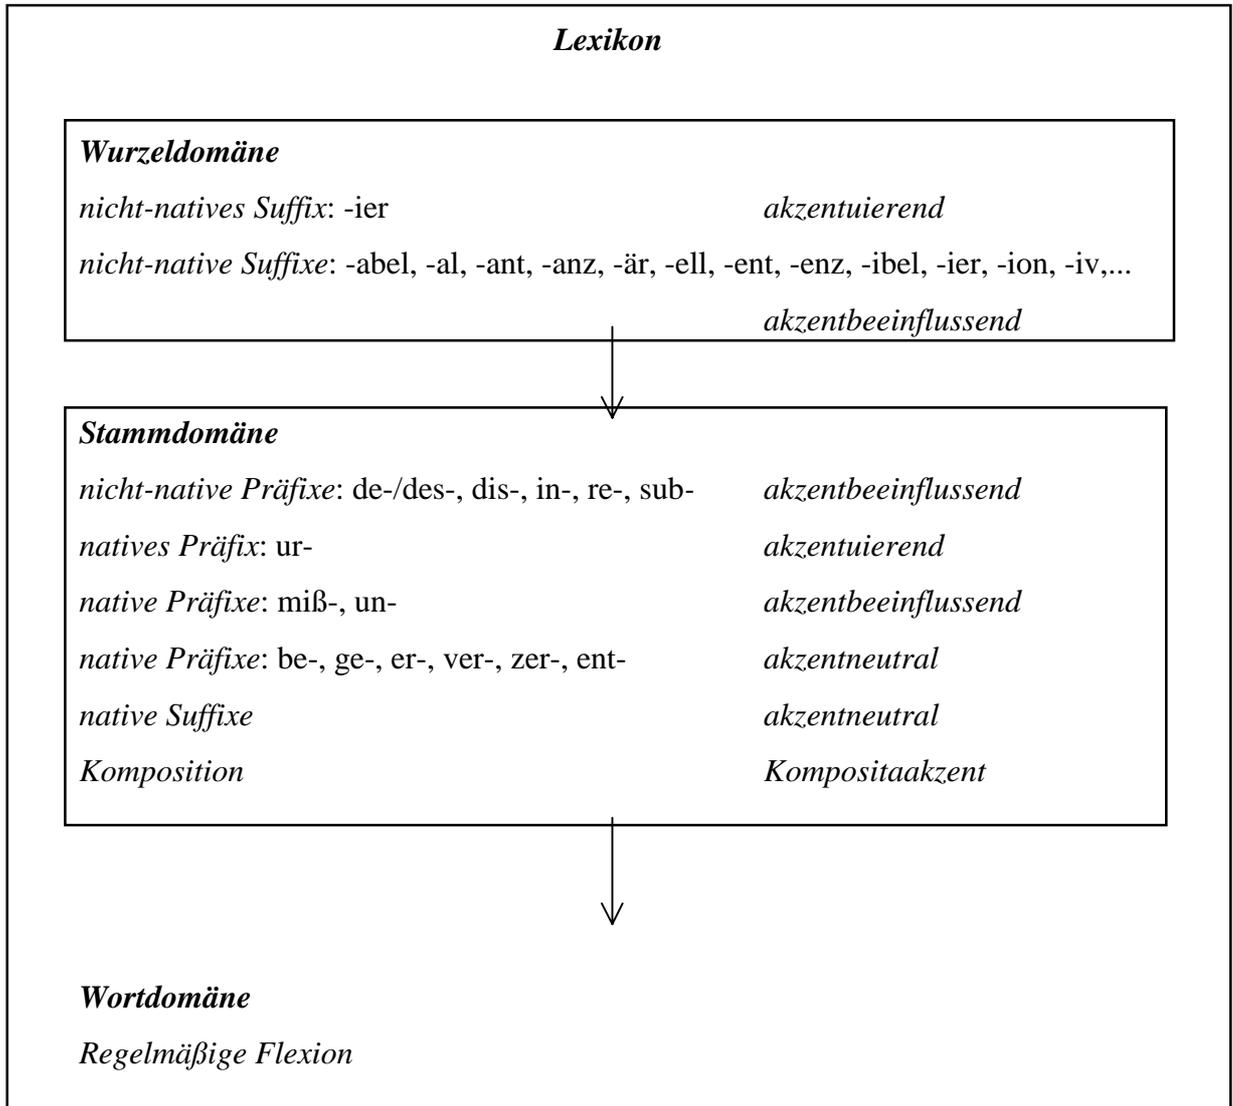 Lexikon
Wurzeldomäne
nicht-natives Suffix: -ier akzentuierend
nicht-native Suffixe: -abel, -al, -ant, -anz, -är, -ell, -ent, -enz, -ibel, -ier, -ion, -iv,...
akzentbeeinflussend
Stammdomäne
nicht-native Präfixe: de-/des-, dis-, in-, re-, sub- akzentbeeinflussend
natives Präfix: ur- akzentuierend
native Präfixe: miß-, un- akzentbeeinflussend
native Präfixe: be-, ge-, er-, ver-, zer-, ent- akzentneutral
native Suffixe akzentneutral
Komposition Kompositaakzent
Wortdomäne
Regelmäßige Flexion